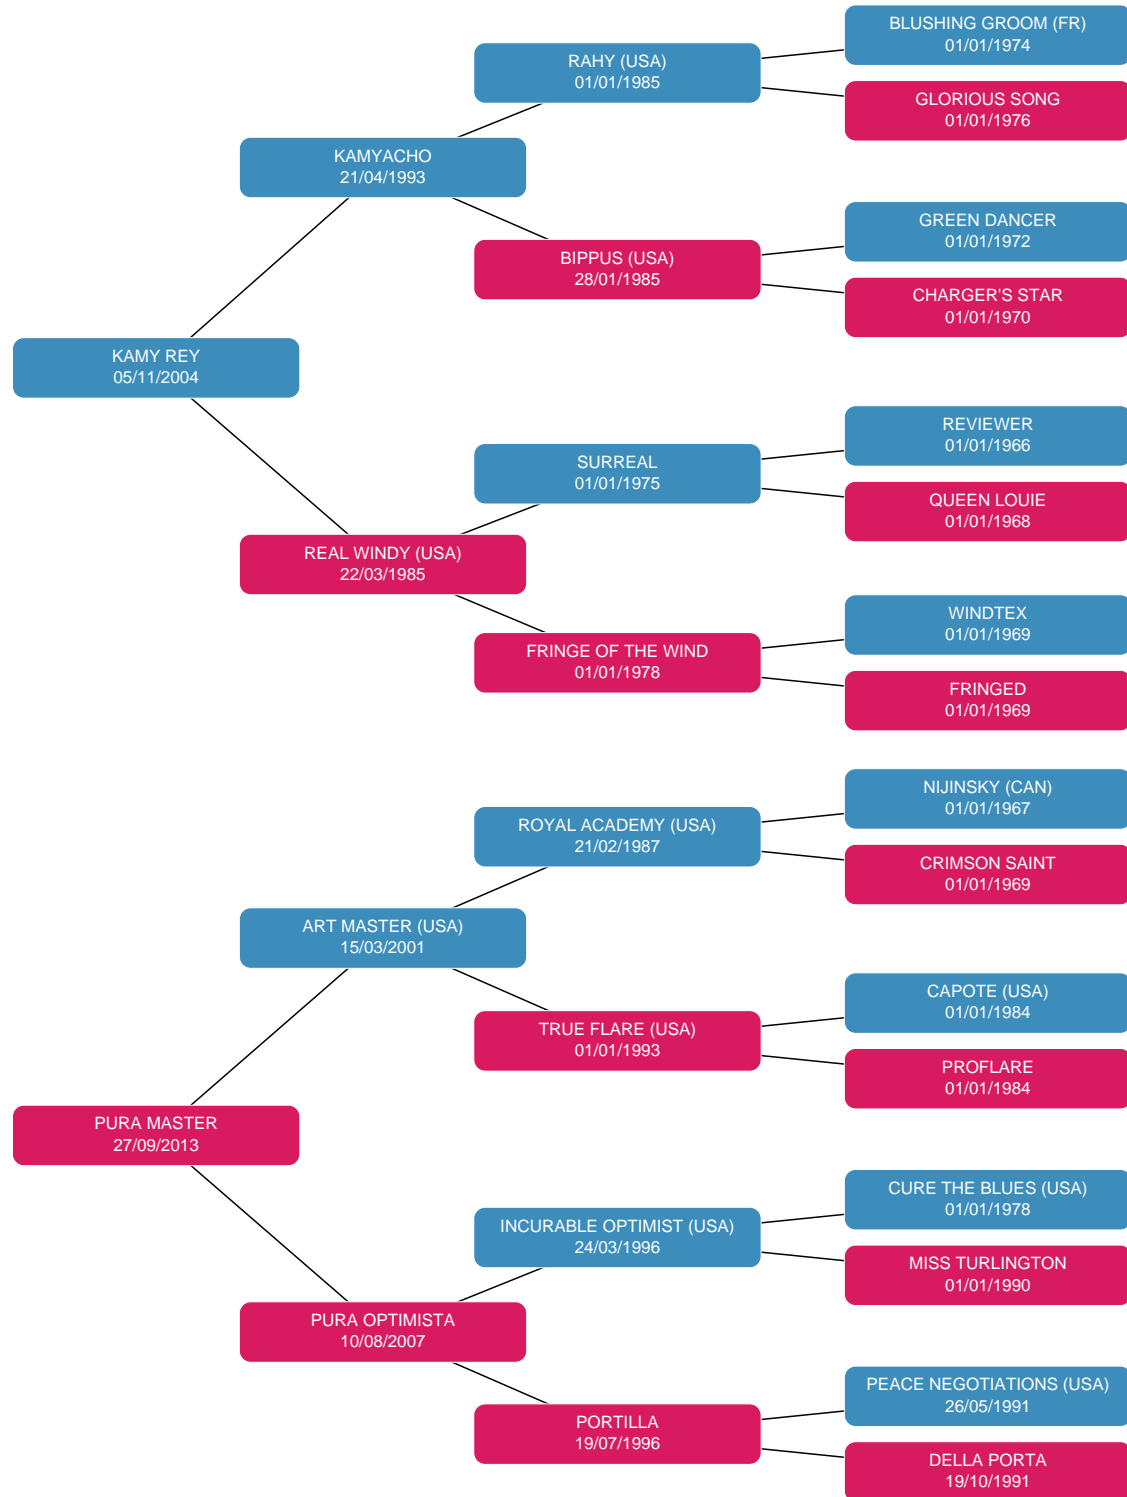 BLUSHING GROOM (FR)
01/01/1974
RAHY (USA)
01/01/1985
GLORIOUS SONG
01/01/1976
KAMYACHO
21/04/1993
GREEN DANCER
01/01/1972
BIPPUS (USA)
28/01/1985
CHARGER'S STAR
01/01/1970
KAMY REY
05/11/2004
REVIEWER
01/01/1966
SURREAL
01/01/1975
QUEEN LOUIE
01/01/1968
REAL WINDY (USA)
22/03/1985
WINDTEX
01/01/1969
FRINGE OF THE WIND
01/01/1978
FRINGED
01/01/1969
NIJINSKY (CAN)
01/01/1967
ROYAL ACADEMY (USA)
21/02/1987
CRIMSON SAINT
01/01/1969
ART MASTER (USA)
15/03/2001
CAPOTE (USA)
01/01/1984
TRUE FLARE (USA)
01/01/1993
PROFLARE
01/01/1984
PURA MASTER
27/09/2013
CURE THE BLUES (USA)
01/01/1978
INCURABLE OPTIMIST (USA)
24/03/1996
MISS TURLINGTON
01/01/1990
PURA OPTIMISTA
10/08/2007
PEACE NEGOTIATIONS (USA)
26/05/1991
PORTILLA
19/07/1996
DELLA PORTA
19/10/1991